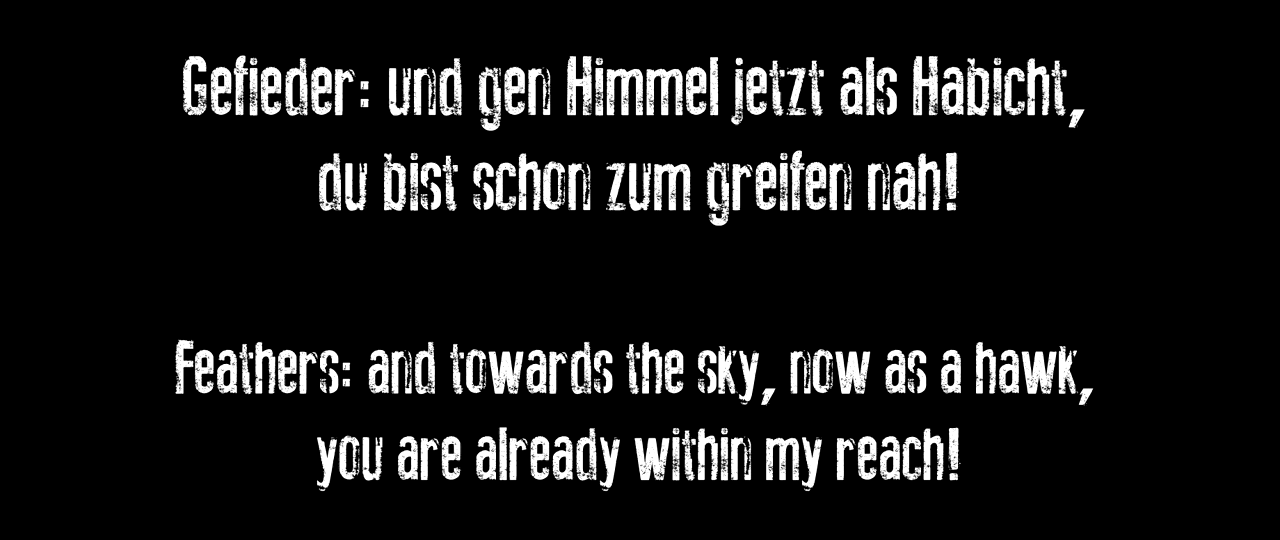 Gefieder: und gen Himmel jetzt als Habicht,
du bist schon zum greifen nah!
Feathers: and towards the sky, now as a hawk,
you are already within my reach!